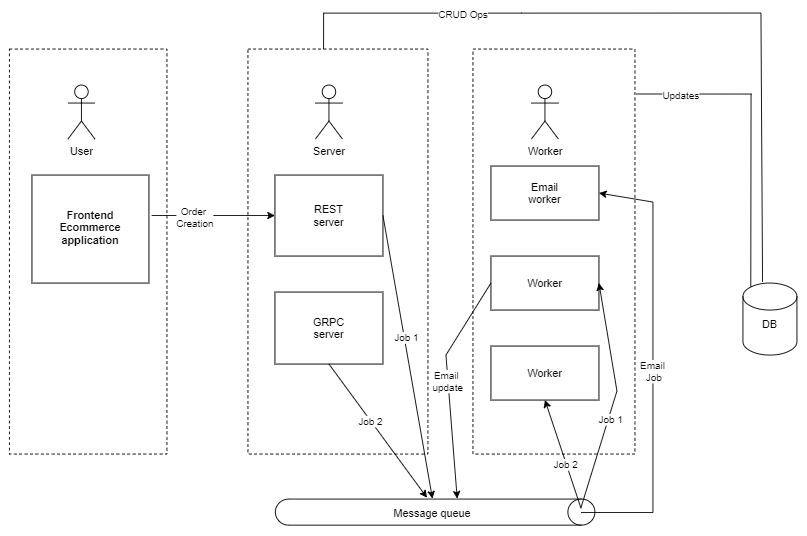 CRUD Ops
User
Server
Worker
Updates
Frontend
Ecommerce
application
Order
Creation
REST
server
Email
worker
GRPC
server
Worker
DB
Job 1
Worker
Email
update
Email
Job
Job 2
Job 1
Job 2
Message queue